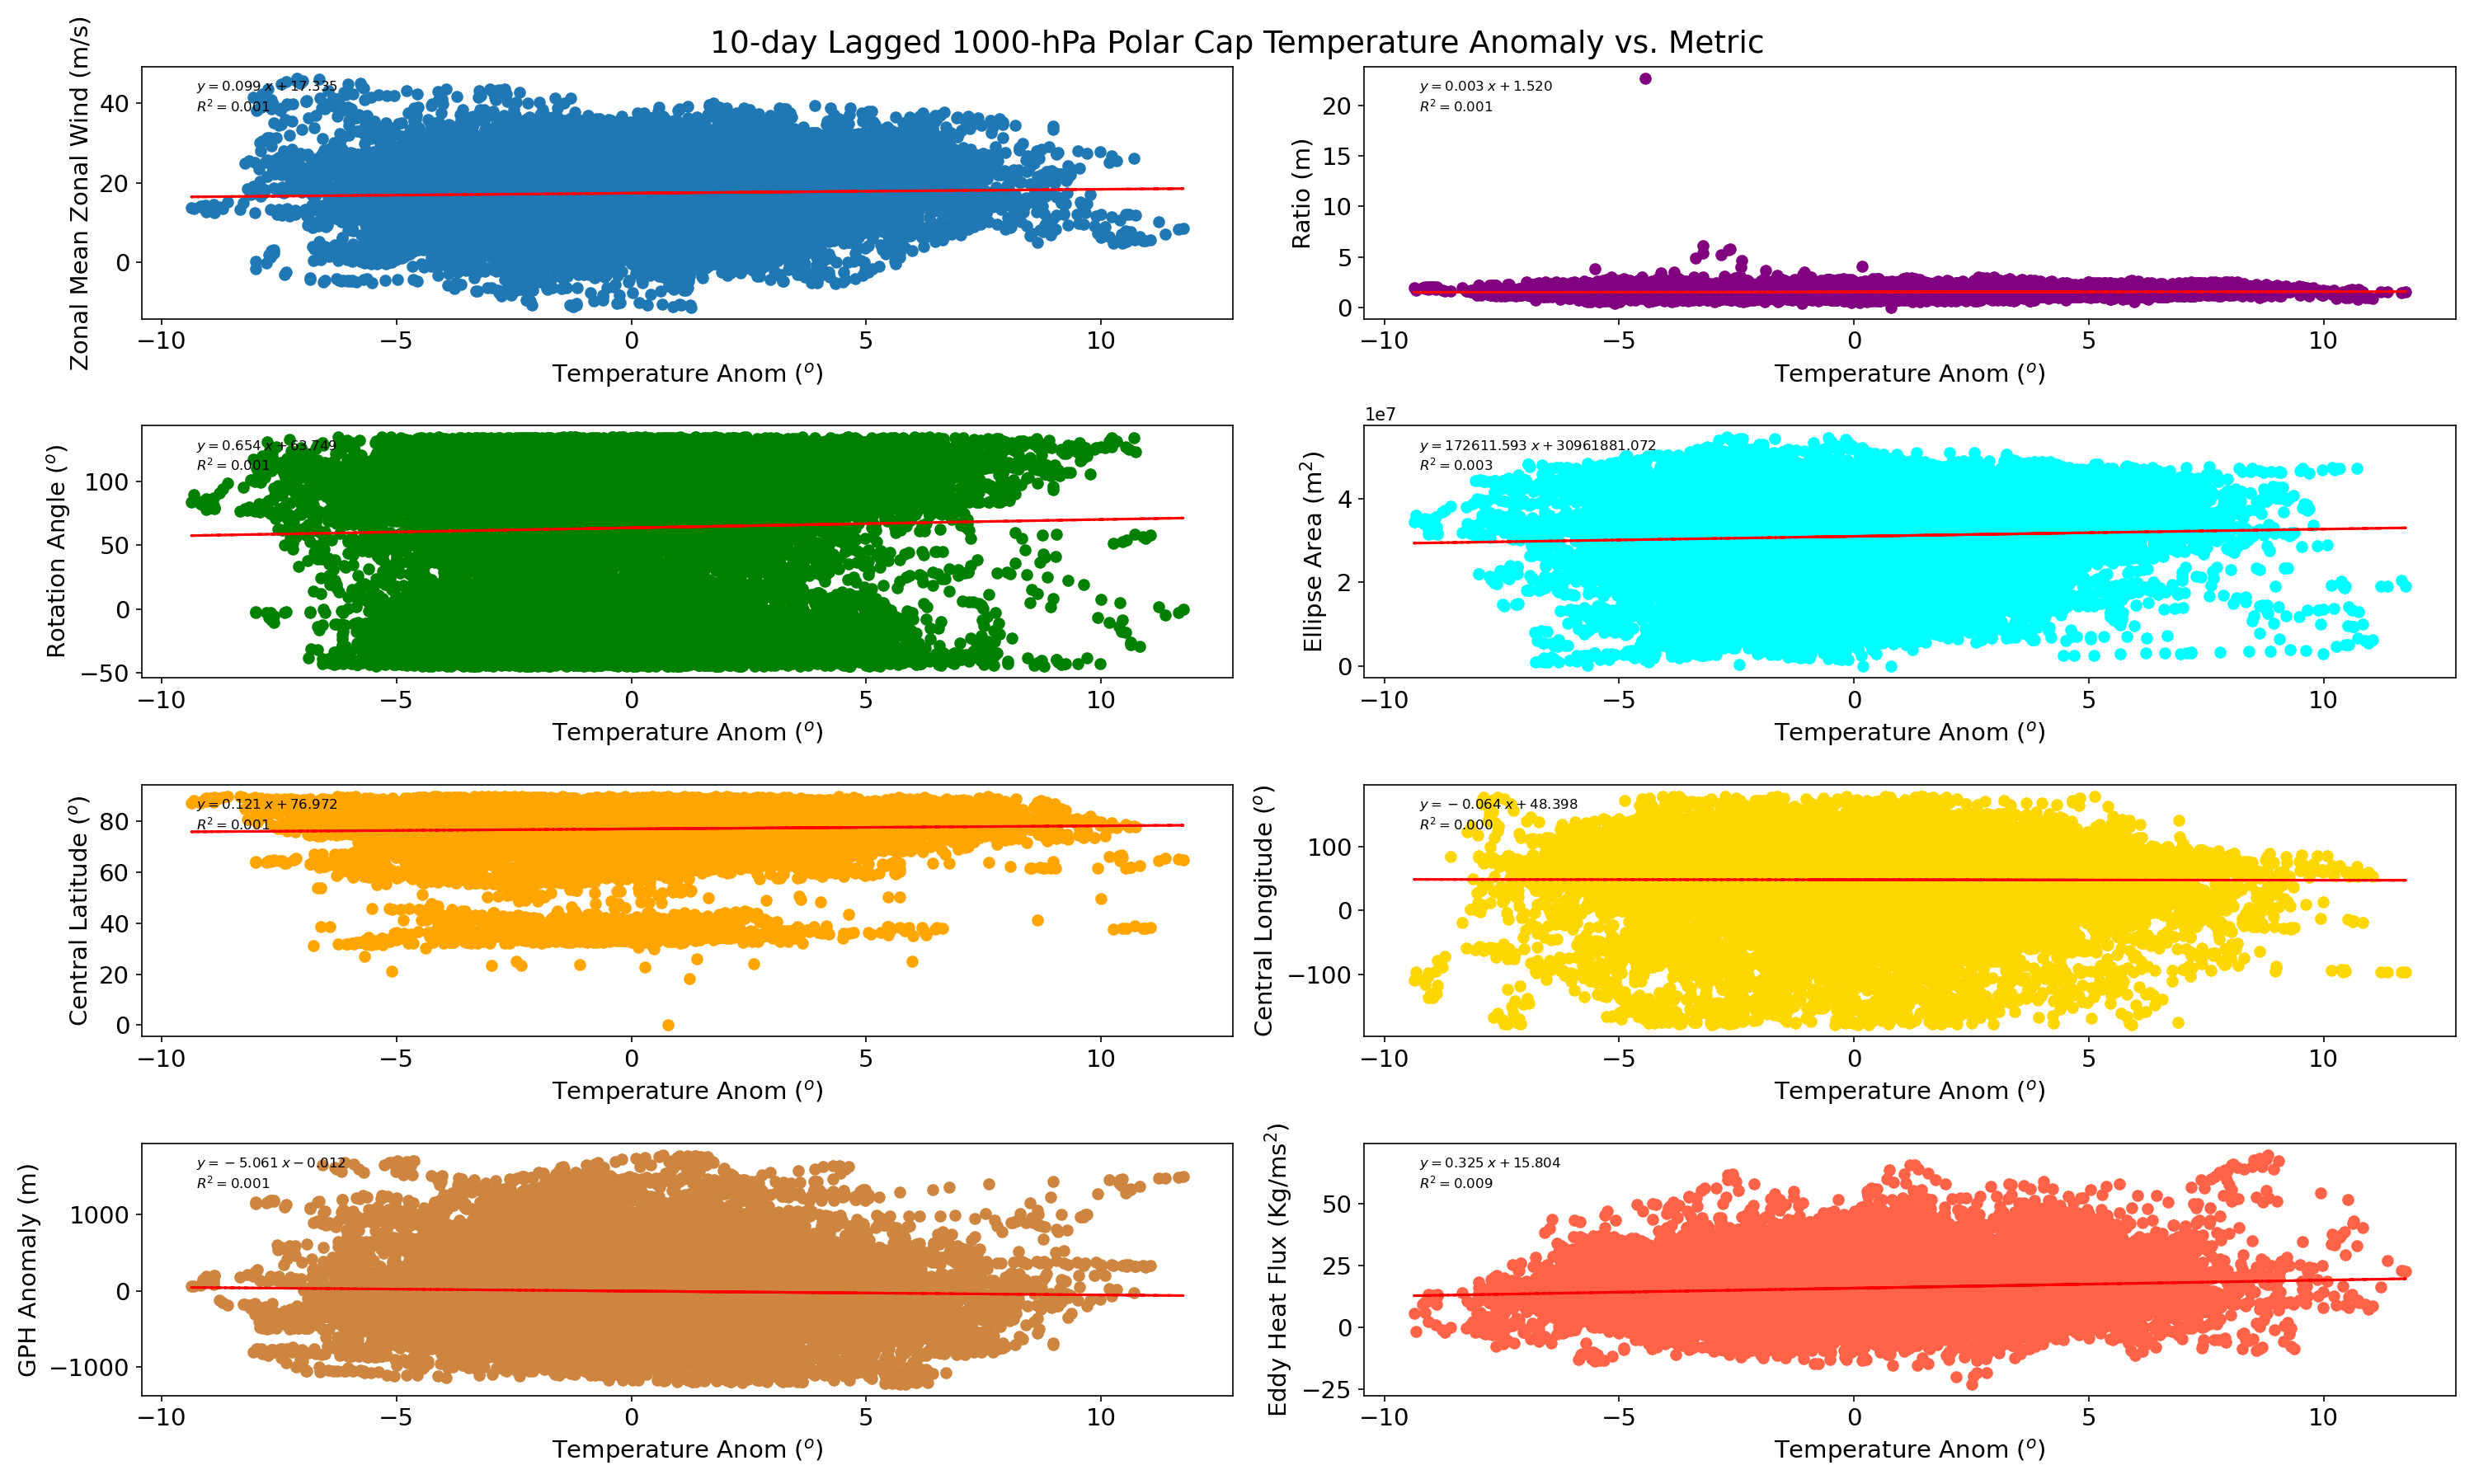 10-day Lagged 1000-hPa Polar Cap Temperature Anomaly vs. Metric
Zonal Mean Zonal Wind (m/s)
40
20
0
y = 0.099 x + 17.335
R² = 0.001
−10 −5 0 5 10
Temperature Anom (°)
Ratio (m)
20
15
10
5
0
y = 0.003 x + 1.520
R² = 0.001
−10 −5 0 5 10
Temperature Anom (°)
Rotation Angle (°)
100
50
0
−50
y = 0.654 x + 63.749
R² = 0.001
−10 −5 0 5 10
Temperature Anom (°)
1e7
Ellipse Area (m²)
4
2
0
y = 172611.593 x + 30961881.072
R² = 0.003
−10 −5 0 5 10
Temperature Anom (°)
Central Latitude (°)
80
60
40
20
0
y = 0.121 x + 76.972
R² = 0.001
−10 −5 0 5 10
Temperature Anom (°)
Central Longitude (°)
100
0
−100
y = − 0.064 x + 48.398
R² = 0.000
−10 −5 0 5 10
Temperature Anom (°)
GPH Anomaly (m)
1000
0
−1000
y = − 5.061 x − 0.012
R² = 0.001
−10 −5 0 5 10
Temperature Anom (°)
Eddy Heat Flux (Kg/ms²)
50
25
0
−25
y = 0.325 x + 15.804
R² = 0.009
−10 −5 0 5 10
Temperature Anom (°)